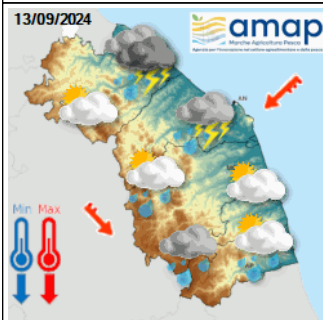 13/09/2024
amap
Marche Agricoltura Pesca
Agenzia per l'innovazione nel settore agroalimentare e della pesca
AN
Min Max